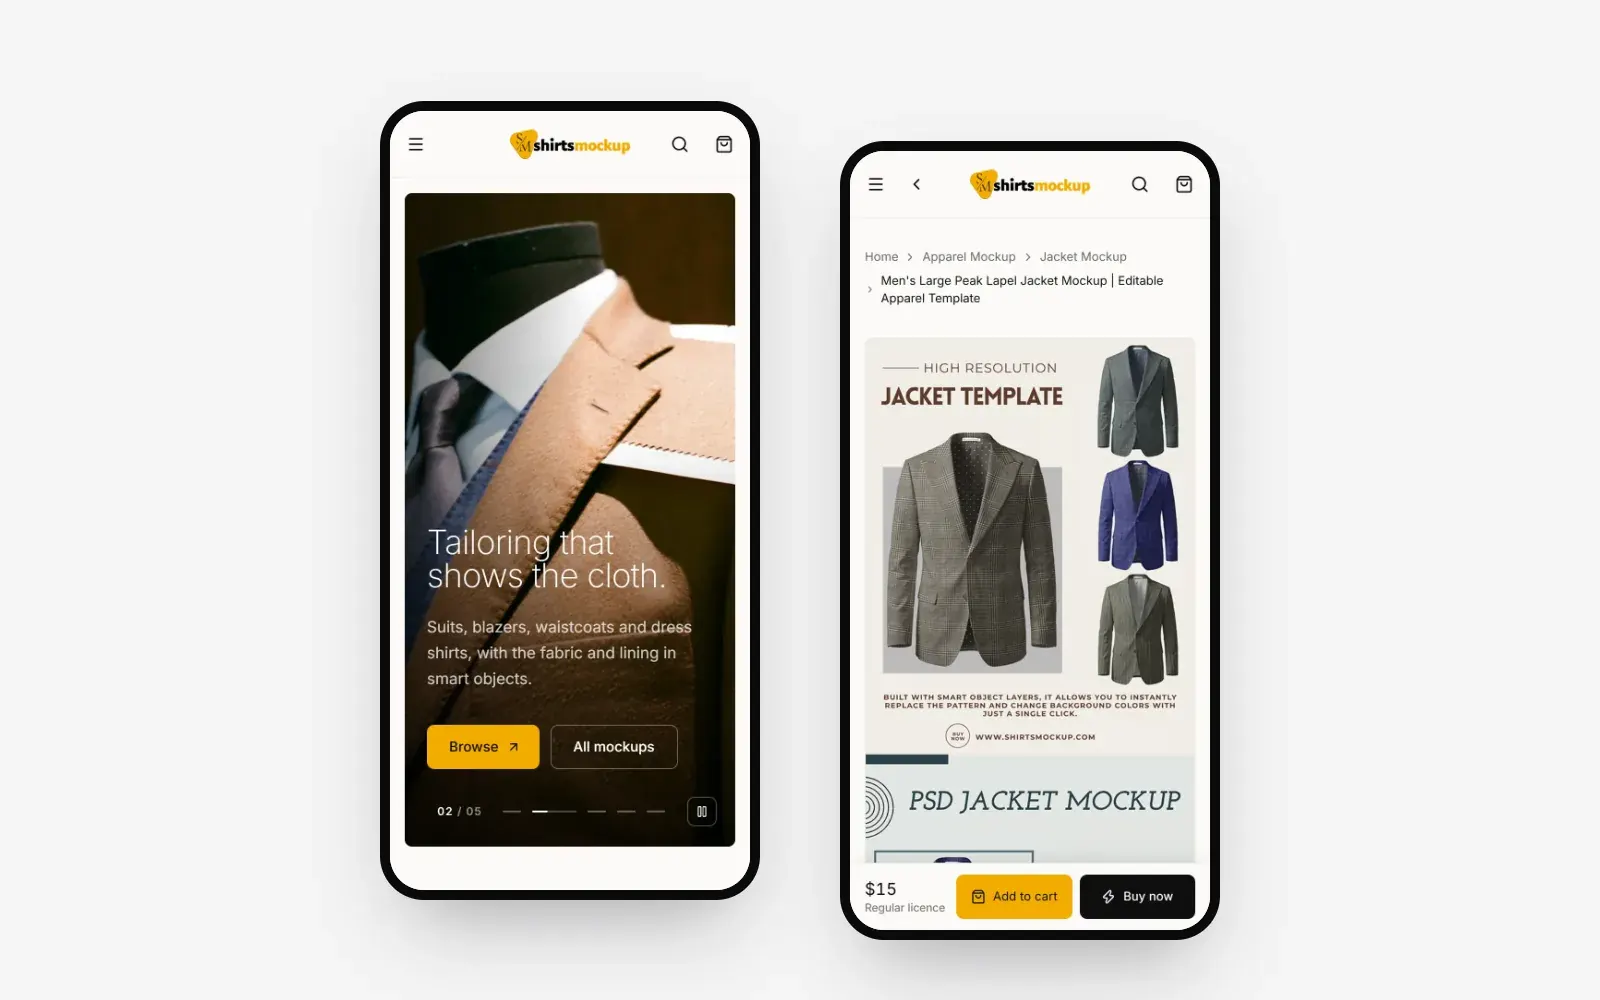 SM shirtsmockup
Tailoring that
shows the cloth.
Suits, blazers, waistcoats and dress
shirts, with the fabric and lining in
smart objects.
Browse
All mockups
02 / 05
SM shirtsmockup
Home > Apparel Mockup > Jacket Mockup
> Men's Large Peak Lapel Jacket Mockup | Editable
Apparel Template
HIGH RESOLUTION
JACKET TEMPLATE
BUILT WITH SMART OBJECT LAYERS, IT ALLOWS YOU TO INSTANTLY
REPLACE THE PATTERN AND CHANGE BACKGROUND COLORS WITH
JUST A SINGLE CLICK.
BUY
NOW
WWW.SHIRTSMOCKUP.COM
PSD JACKET MOCKUP
$15
Regular licence
Add to cart
Buy now